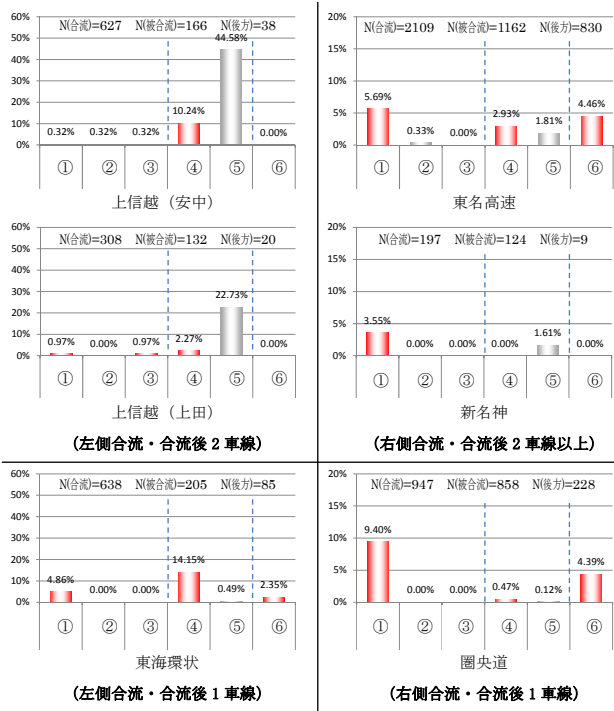 N(合流)=627 N(被合流)=166 N(後方)=38
60%
50%
40%
30%
20%
10%
0%
0.32% 0.32% 0.32% 10.24% 44.58% 0.00%
① ② ③ ④ ⑤ ⑥
上信越（安中）
N(合流)=2109 N(被合流)=1162 N(後方)=830
20%
15%
10%
5%
0%
5.69% 0.33% 0.00% 2.93% 1.81% 4.46%
① ② ③ ④ ⑤ ⑥
東名高速
N(合流)=308 N(被合流)=132 N(後方)=20
60%
50%
40%
30%
20%
10%
0%
0.97% 0.00% 0.97% 2.27% 22.73% 0.00%
① ② ③ ④ ⑤ ⑥
上信越（上田）
(左側合流・合流後 2 車線)
N(合流)=197 N(被合流)=124 N(後方)=9
20%
15%
10%
5%
0%
3.55% 0.00% 0.00% 0.00% 1.61% 0.00%
① ② ③ ④ ⑤ ⑥
新名神
(右側合流・合流後 2 車線以上)
N(合流)=638 N(被合流)=205 N(後方)=85
60%
50%
40%
30%
20%
10%
0%
4.86% 0.00% 0.00% 14.15% 0.49% 2.35%
① ② ③ ④ ⑤ ⑥
東海環状
(左側合流・合流後 1 車線)
N(合流)=947 N(被合流)=858 N(後方)=228
20%
15%
10%
5%
0%
9.40% 0.00% 0.00% 0.47% 0.12% 4.39%
① ② ③ ④ ⑤ ⑥
圏央道
(右側合流・合流後 1 車線)